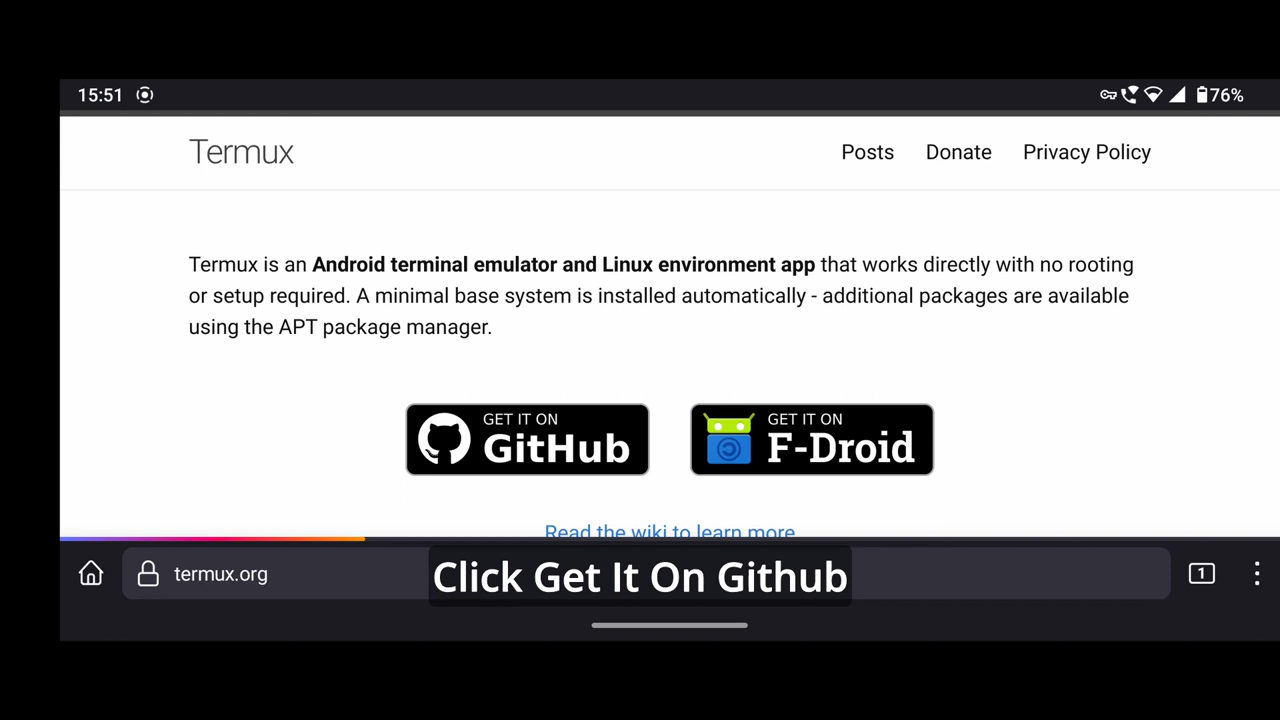 15:51
76%
Termux
Posts Donate Privacy Policy
Termux is an Android terminal emulator and Linux environment app that works directly with no rooting
or setup required. A minimal base system is installed automatically - additional packages are available
using the APT package manager.
GET IT ON
GitHub
GET IT ON
F-Droid
Read the wiki to learn more
termux.org
Click Get It On Github
1